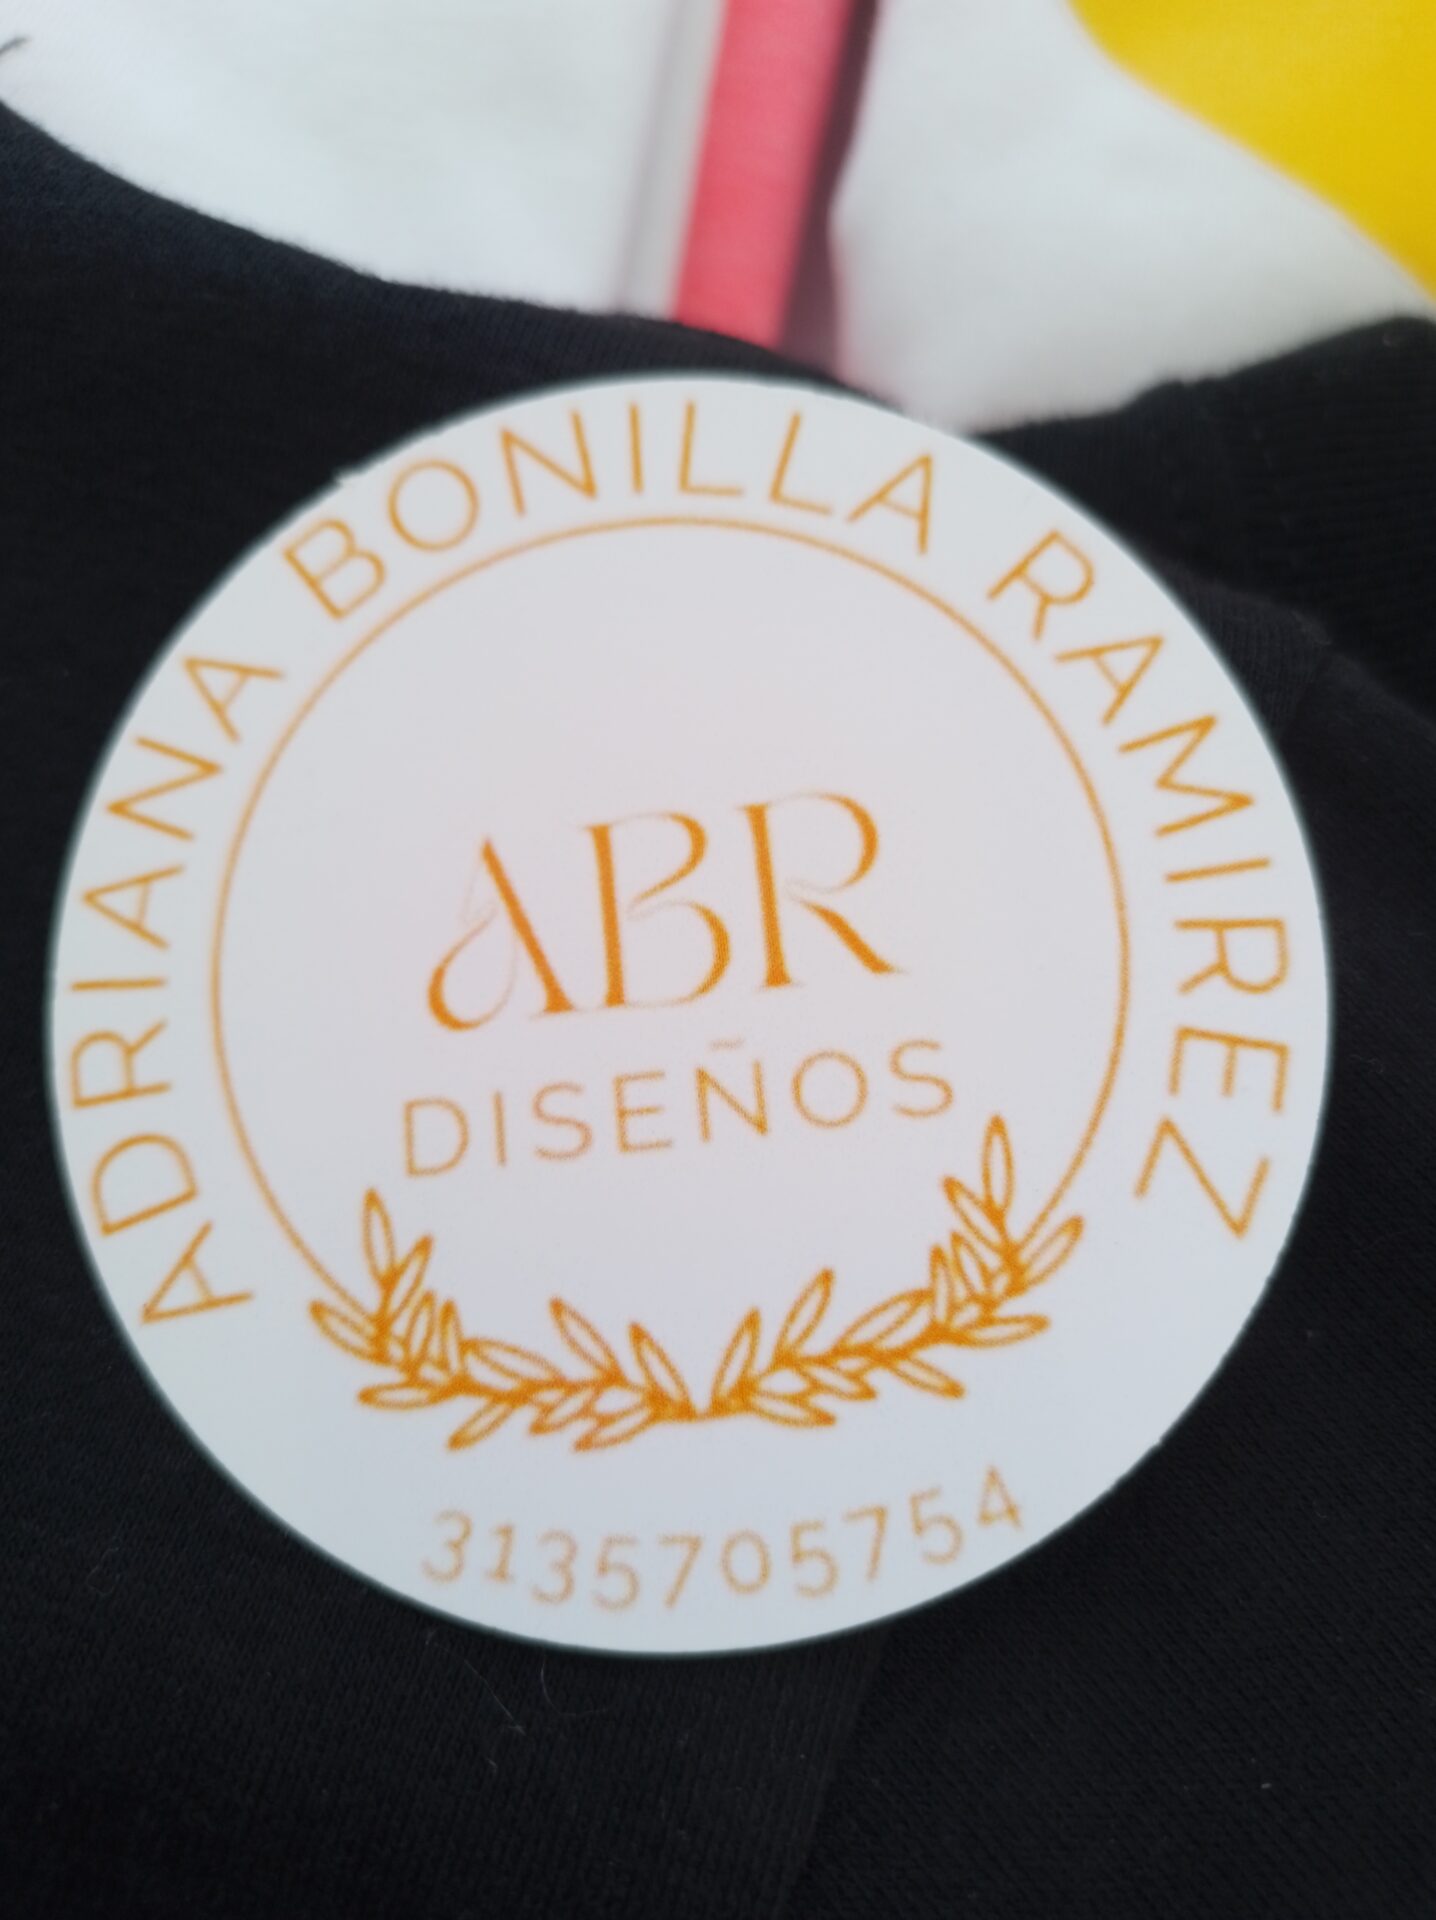 ADRIANA BONILLA RAMIREZ
ABR
DISEÑOS
3135705754